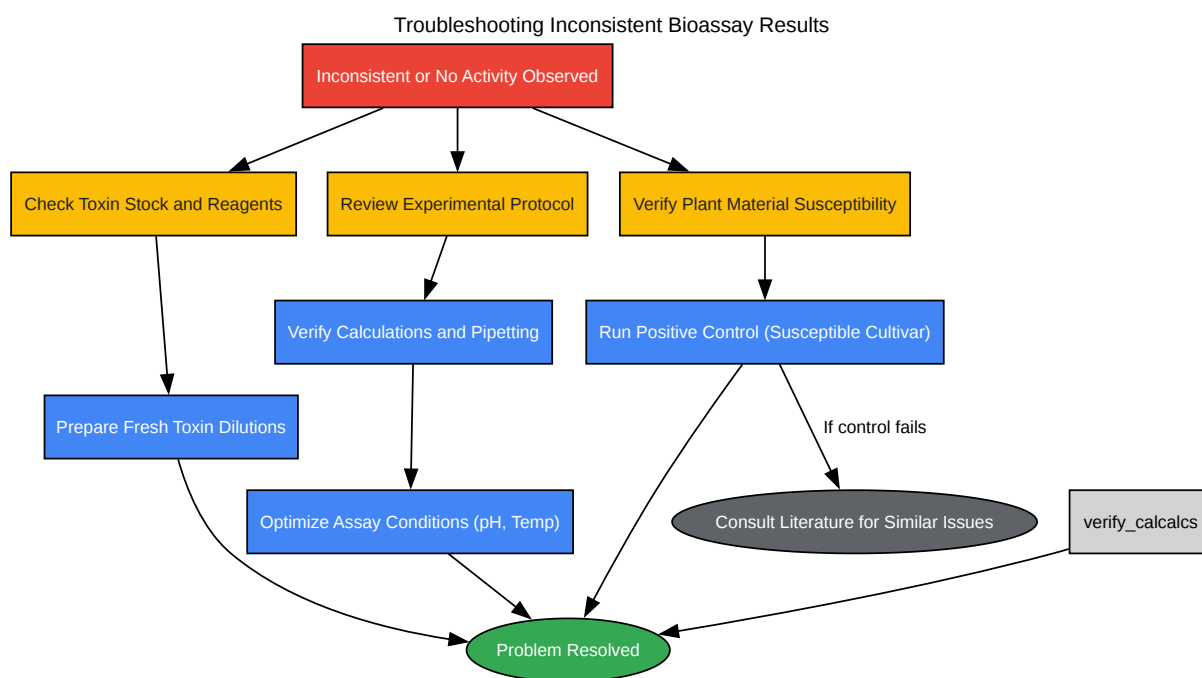 Troubleshooting Inconsistent Bioassay Results
Inconsistent or No Activity Observed
Check Toxin Stock and Reagents
Review Experimental Protocol
Verify Plant Material Susceptibility
Verify Calculations and Pipetting
Run Positive Control (Susceptible Cultivar)
Prepare Fresh Toxin Dilutions
If control fails
Optimize Assay Conditions (pH, Temp)
Consult Literature for Similar Issues
verify_calcalcs
Problem Resolved